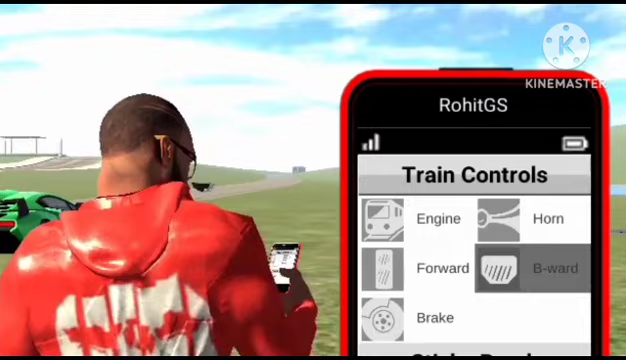 K
KINEMASTER
RohitGS
Train Controls
Engine
Horn
Forward
B-ward
Brake